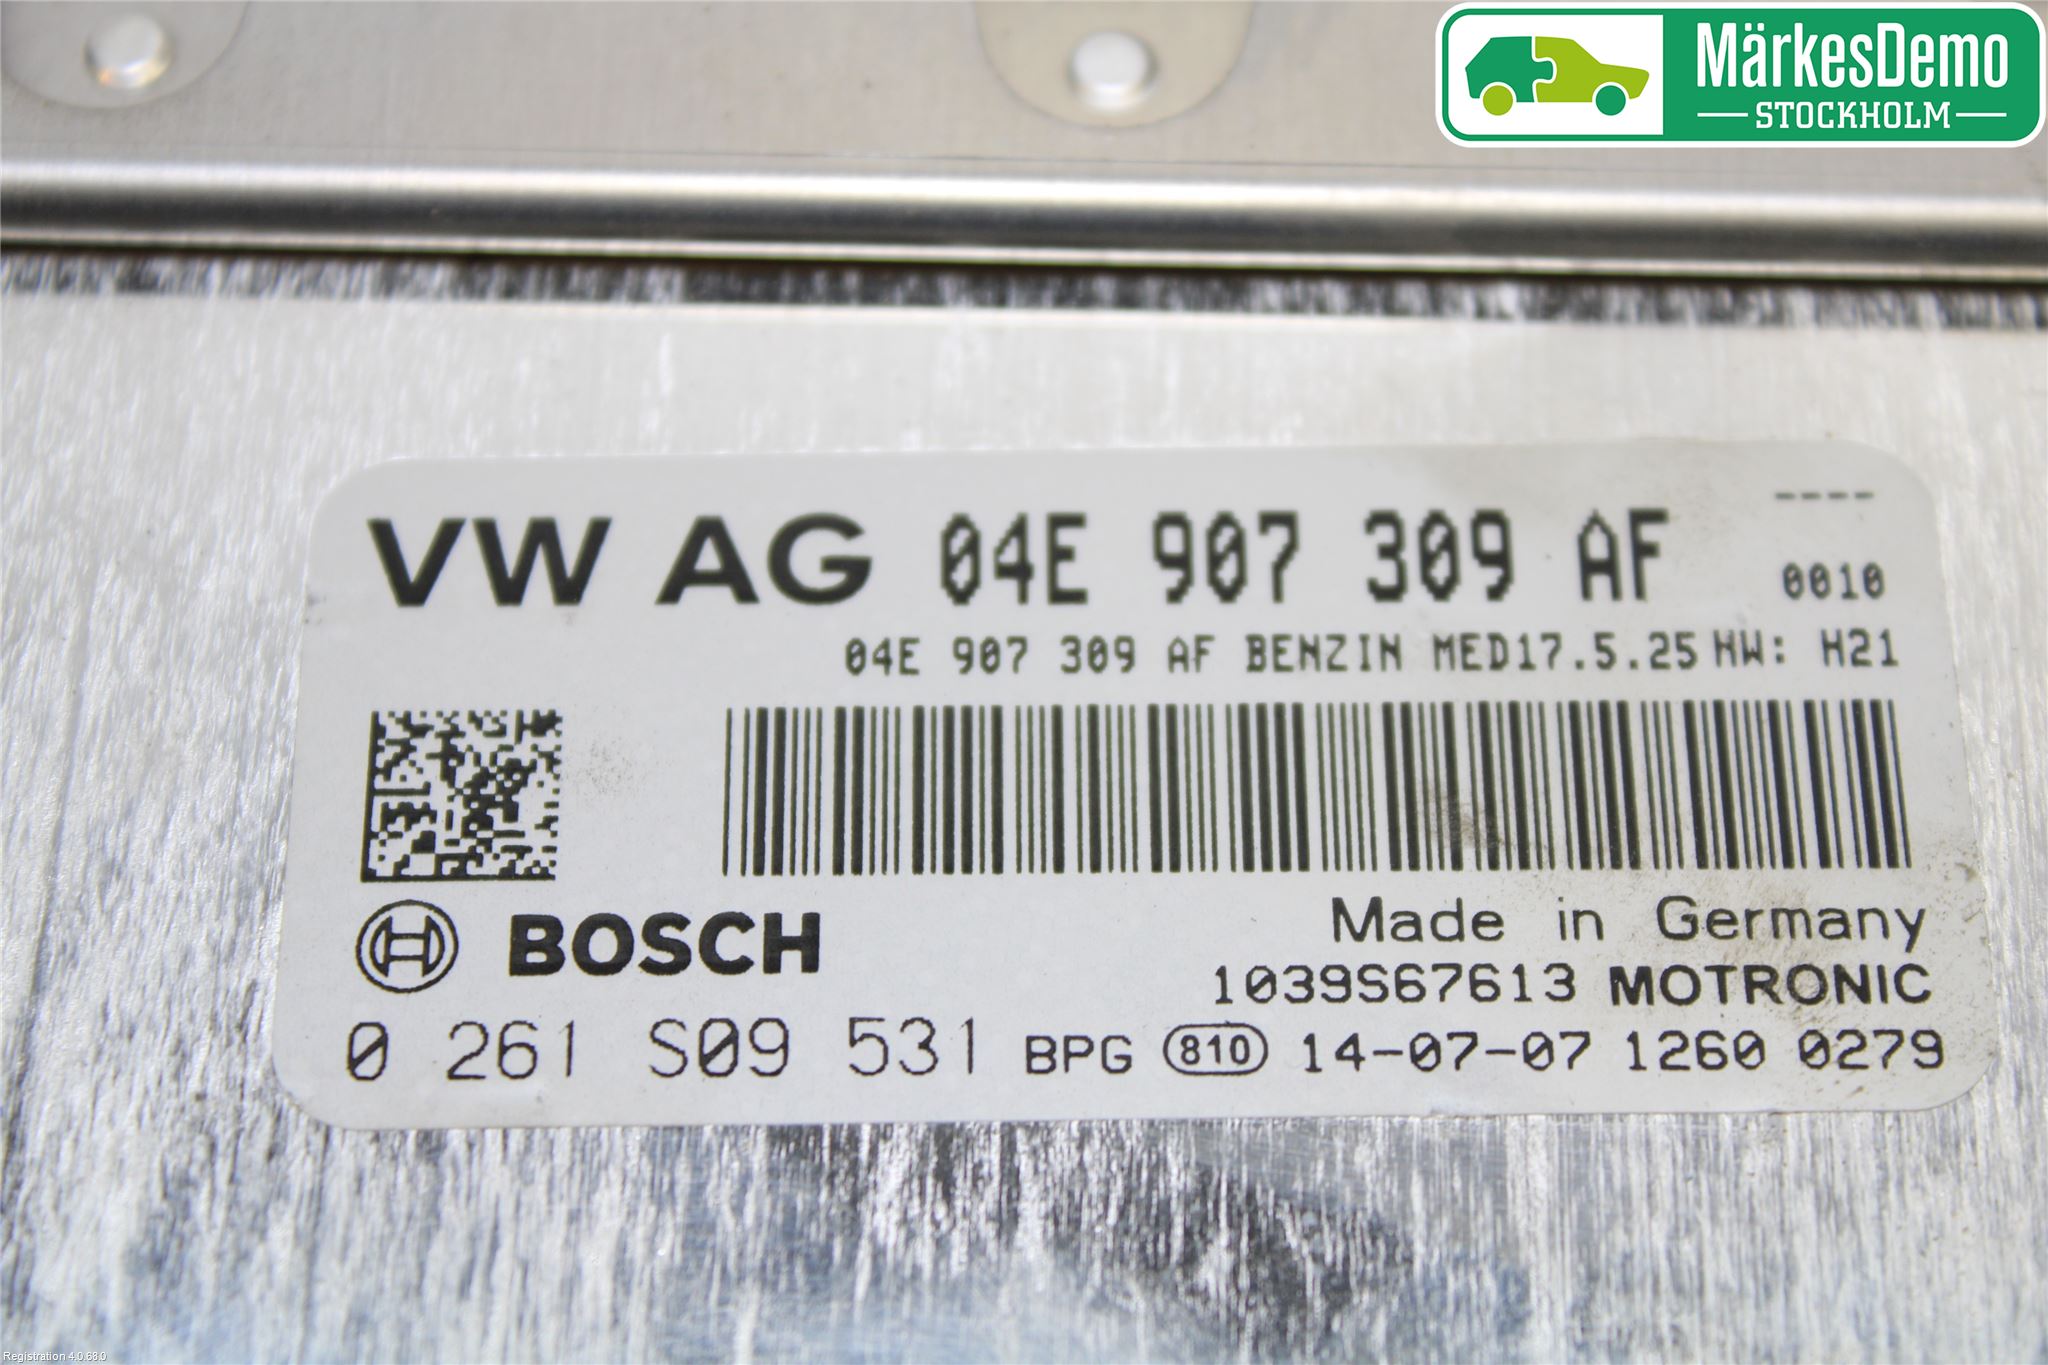 MärkesDemo
STOCKHOLM
VW AG 04E 907 309 AF ----
0010
04E 907 309 AF BENZIN MED17.5.25 HW: H21
BOSCH
Made in Germany
1039S67613 MOTRONIC
0 261 S09 531 BPG 810 14-07-07 1260 0279
Registration 4.0.68.0